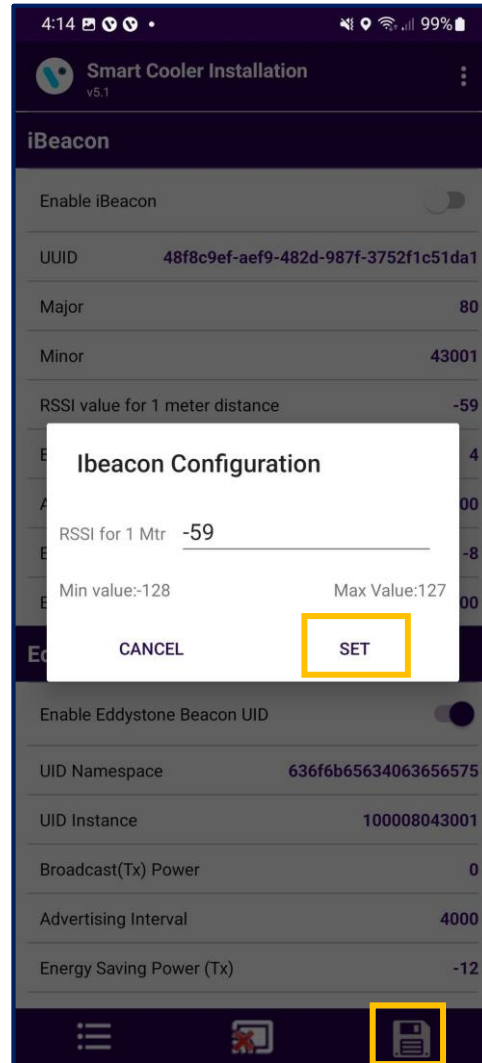 4:14
99%
Smart Cooler Installation
v5.1
iBeacon
Enable iBeacon
UUID 48f8c9ef-aef9-482d-987f-3752f1c51da1
Major 80
Minor 43001
RSSI value for 1 meter distance -59
E 4
Ibeacon Configuration
A 00
RSSI for 1 Mtr -59
E -8
Min value:-128 Max Value:127
E 00
CANCEL SET
Ed
Enable Eddystone Beacon UID
UID Namespace 636f6b65634063656575
UID Instance 100008043001
Broadcast(Tx) Power 0
Advertising Interval 4000
Energy Saving Power (Tx) -12